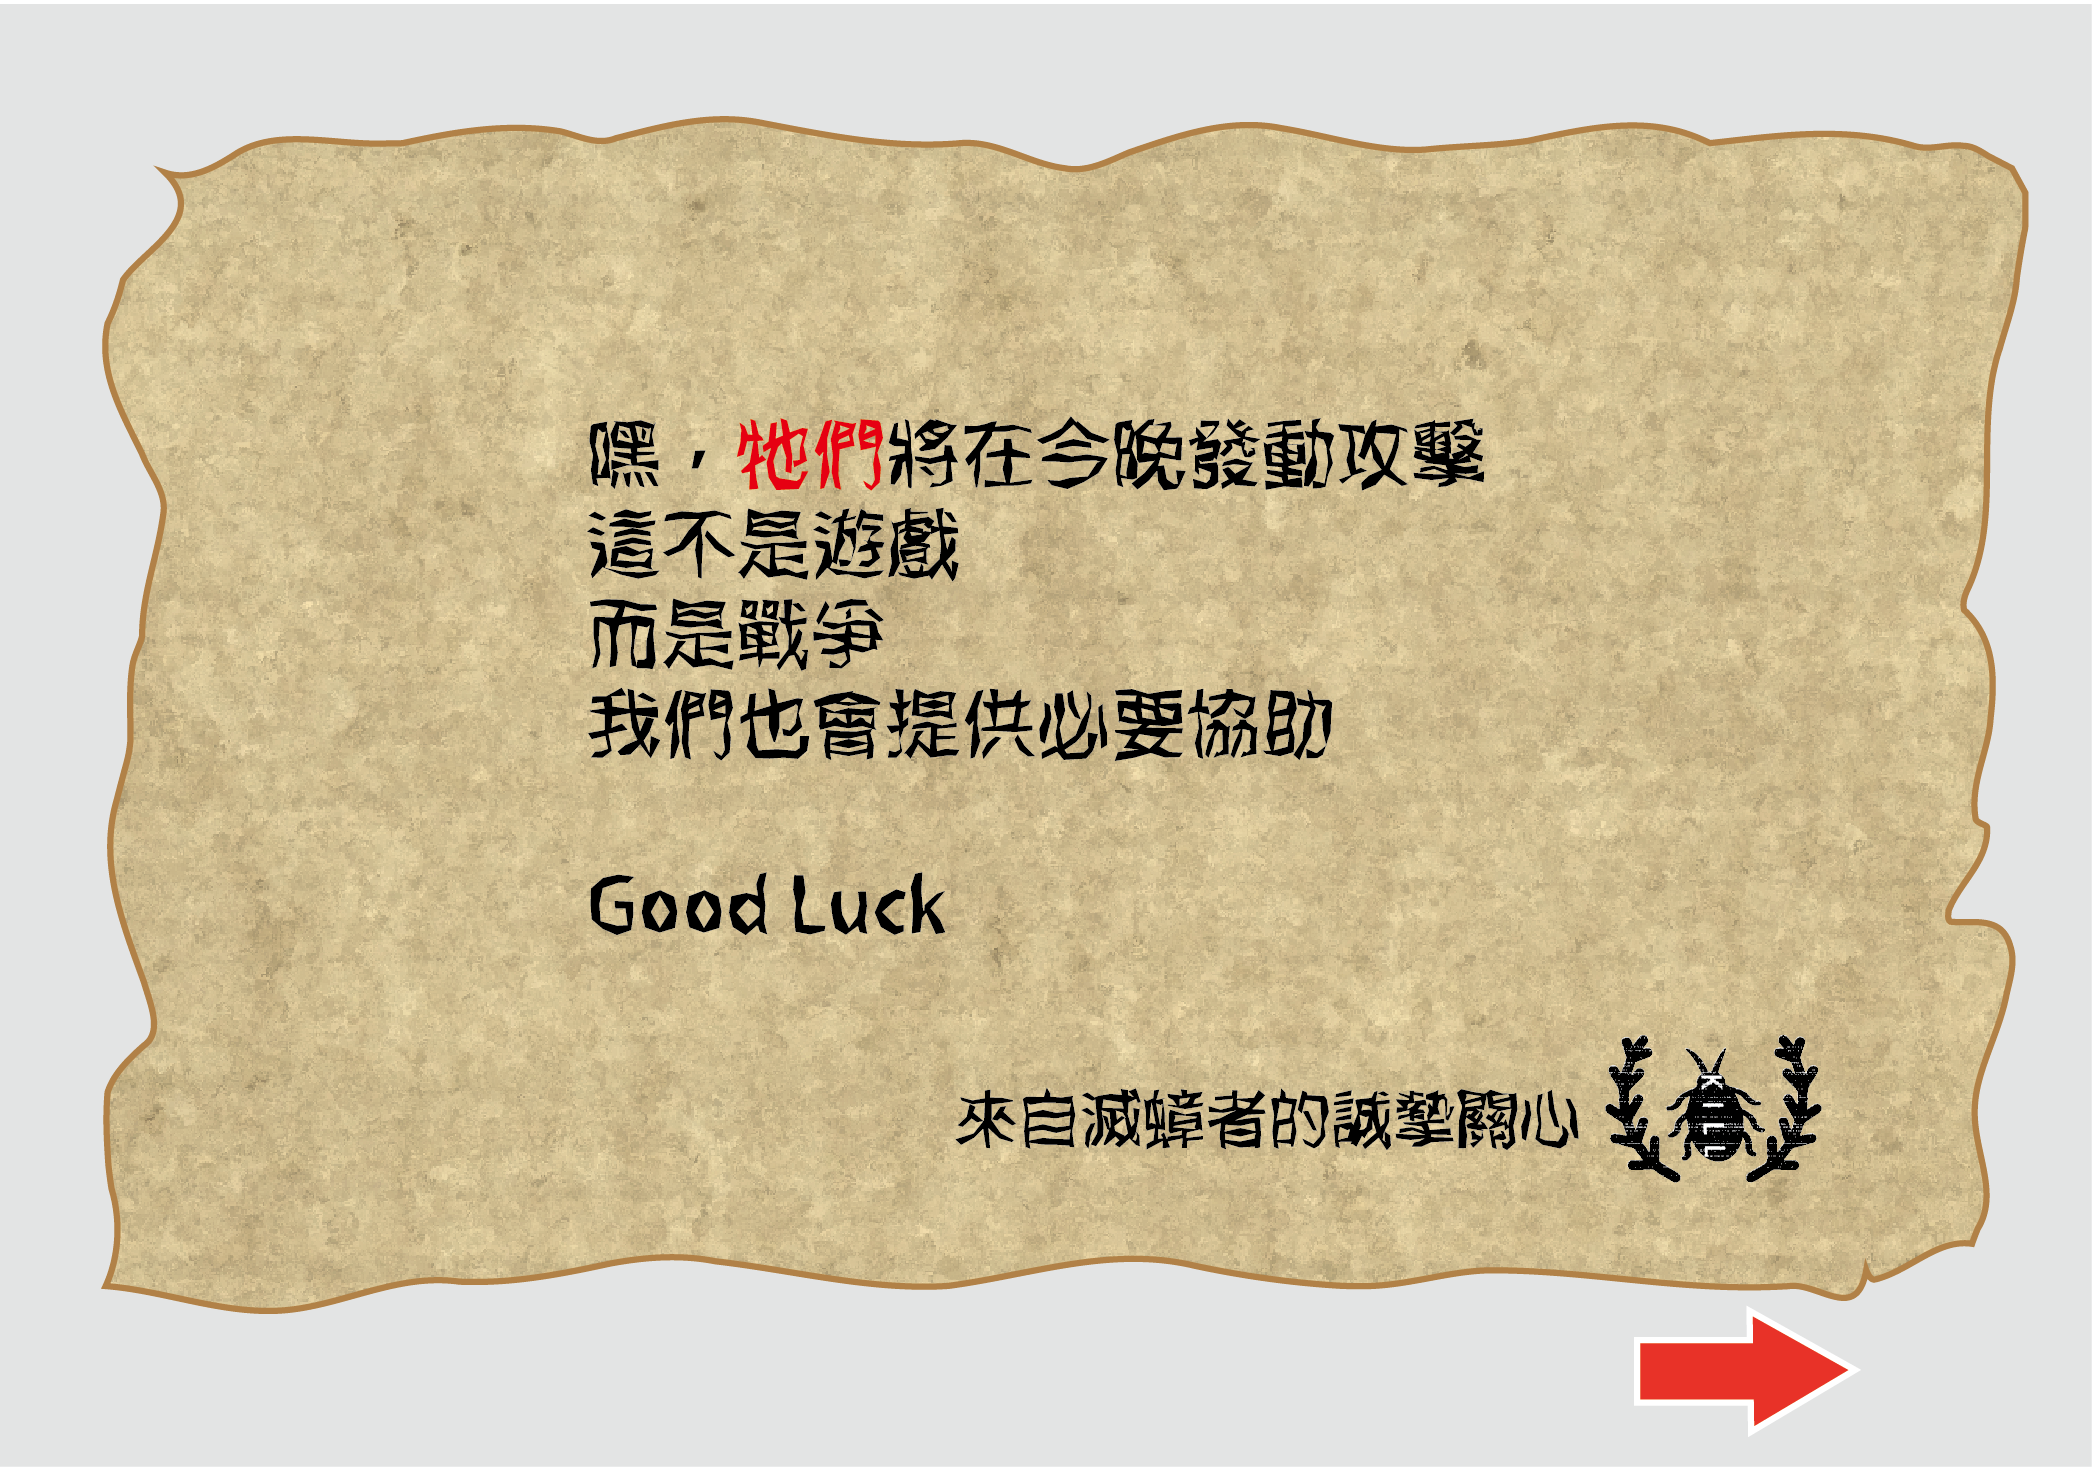 嘿，牠們將在今晚發動攻擊
這不是遊戲
而是戰爭
我們也會提供必要協助
Good Luck
來自滅蟑者的誠摯關心
KILL